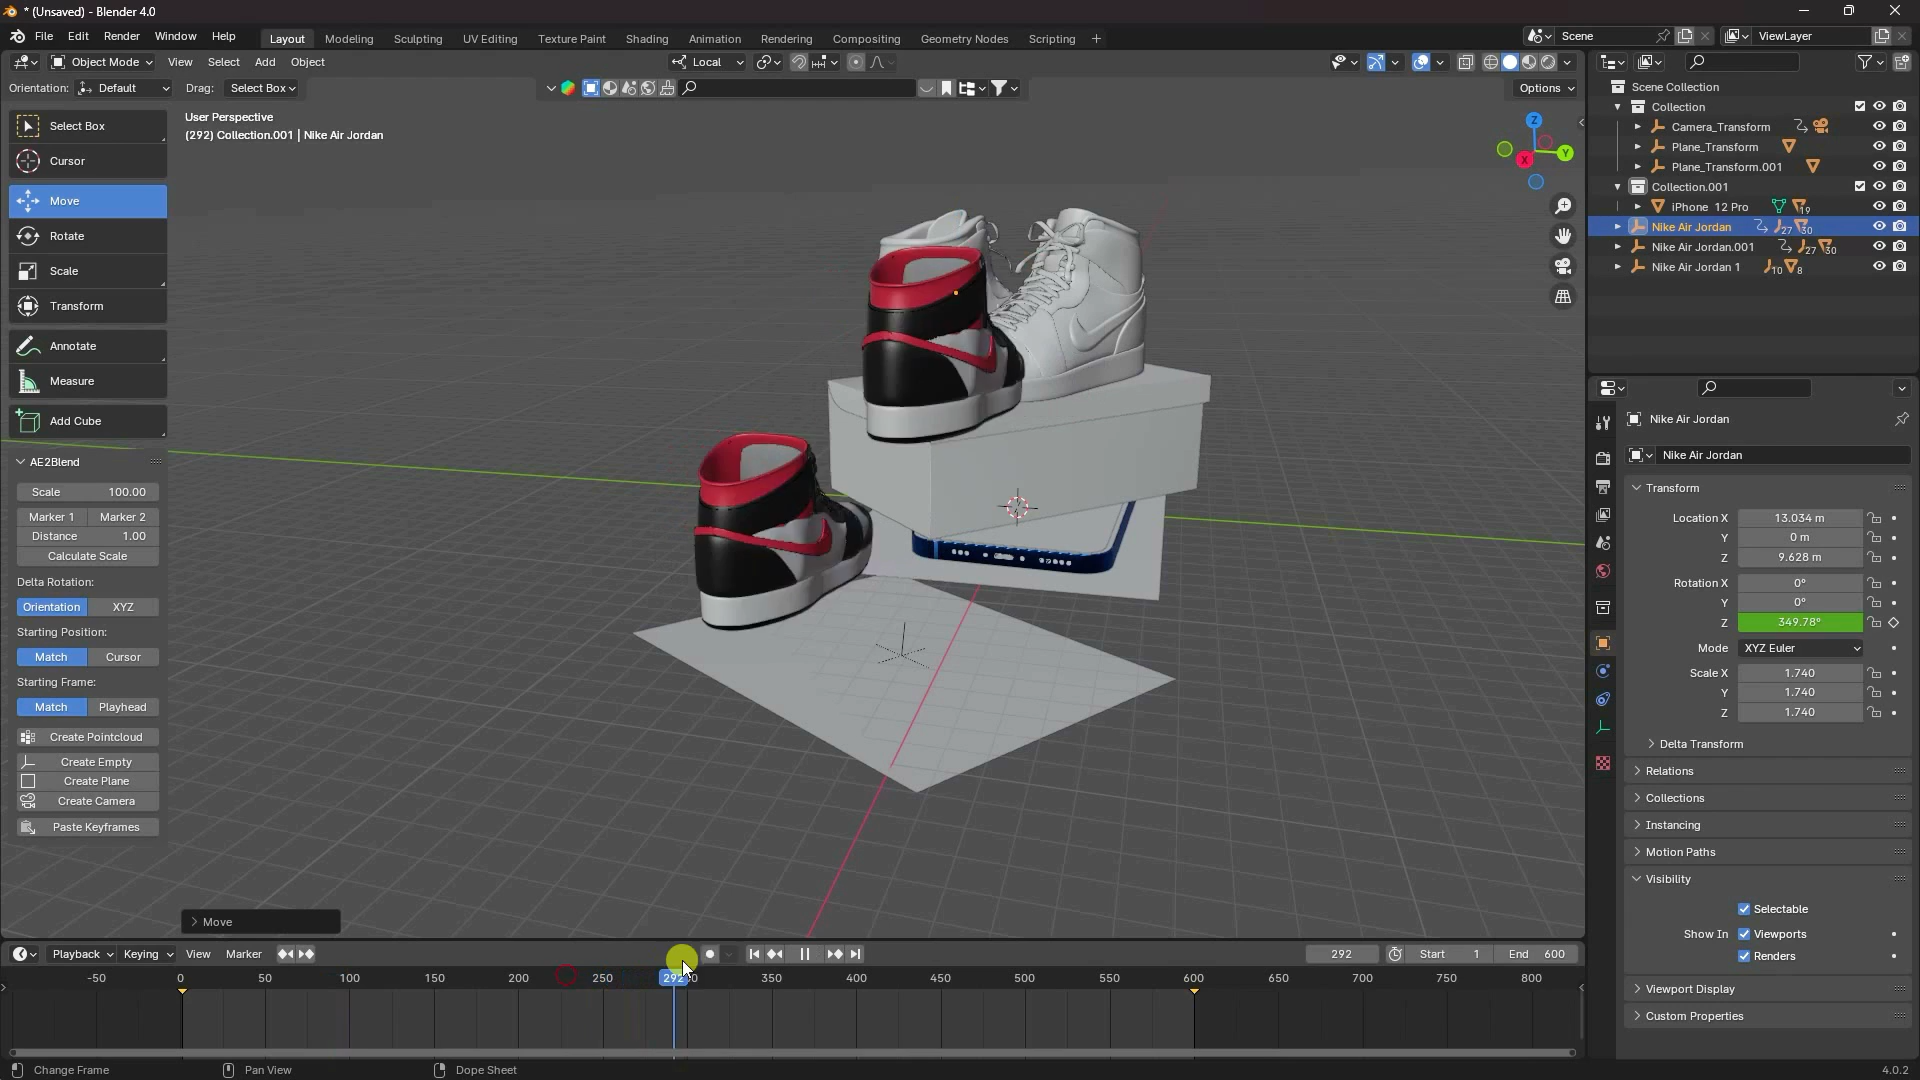 * (Unsaved) - Blender 4.0
File Edit Render Window Help
Layout Modeling Sculpting UV Editing Texture Paint Shading Animation Rendering Compositing Geometry Nodes Scripting +
Scene
ViewLayer
Object Mode View Select Add Object
Local
Orientation: Default Drag: Select Box
Options
User Perspective
(292) Collection.001 | Nike Air Jordan
Z
Y
X
Select Box
Cursor
Move
Rotate
Scale
Transform
Annotate
Measure
Add Cube
AE2Blend
Scale 100.00
Marker 1 Marker 2
Distance 1.00
Calculate Scale
Delta Rotation:
Orientation XYZ
Starting Position:
Match Cursor
Starting Frame:
Match Playhead
Create Pointcloud
Create Empty
Create Plane
Create Camera
Paste Keyframes
Move
Scene Collection
Collection
Camera_Transform
Plane_Transform
Plane_Transform.001
Collection.001
iPhone 12 Pro 19
Nike Air Jordan 27 30
Nike Air Jordan.001 27 30
Nike Air Jordan 1 10 8
Nike Air Jordan
Nike Air Jordan
Transform
Location X 13.034 m
Y 0 m
Z 9.628 m
Rotation X 0°
Y 0°
Z 349.78°
Mode XYZ Euler
Scale X 1.740
Y 1.740
Z 1.740
Delta Transform
Relations
Collections
Instancing
Motion Paths
Visibility
Selectable
Show In Viewports
Renders
Viewport Display
Custom Properties
Playback Keying View Marker
292 Start 1 End 600
-50 0 50 100 150 200 250 292 350 400 450 500 550 600 650 700 750 800
Change Frame Pan View Dope Sheet 4.0.2